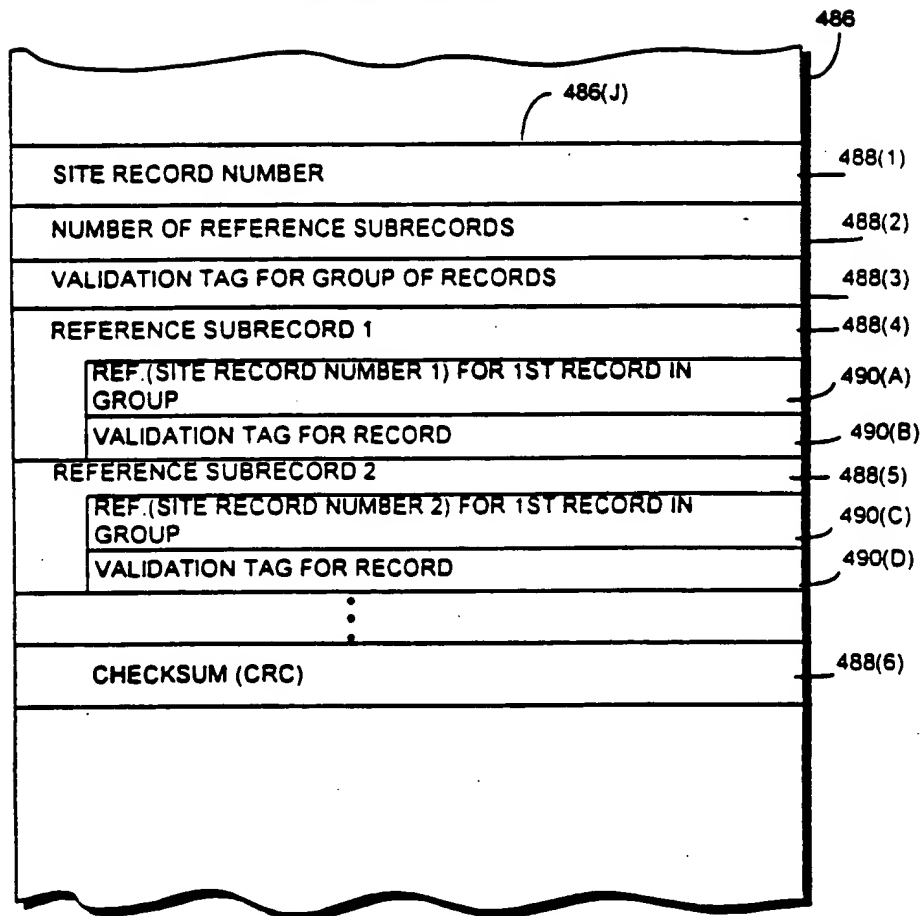 486
486(J)
SITE RECORD NUMBER
488(1)
NUMBER OF REFERENCE SUBRECORDS
488(2)
VALIDATION TAG FOR GROUP OF RECORDS
488(3)
REFERENCE SUBRECORD 1
488(4)
REF.(SITE RECORD NUMBER 1) FOR 1ST RECORD IN
GROUP
490(A)
VALIDATION TAG FOR RECORD
490(B)
REFERENCE SUBRECORD 2
488(5)
REF.(SITE RECORD NUMBER 2) FOR 1ST RECORD IN
GROUP
490(C)
VALIDATION TAG FOR RECORD
490(D)
CHECKSUM (CRC)
488(6)